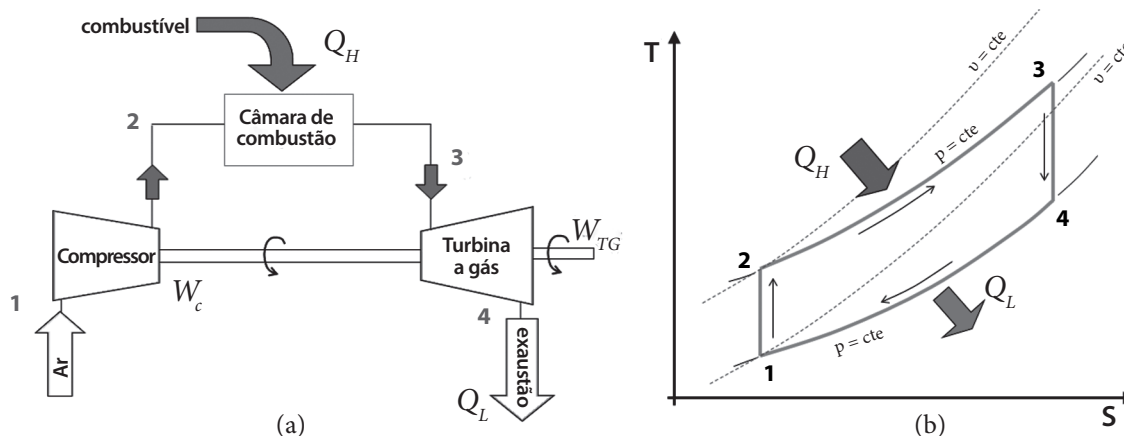 combustível
Q_H
2
Câmara de
combustão
3
Compressor
W_c
Turbina
a gás
W_TG
1
4
Ar
exaustão
Q_L
(a)
T
υ = cte
3
υ = cte
p = cte
Q_H
4
2
Q_L
p = cte
1
S
(b)